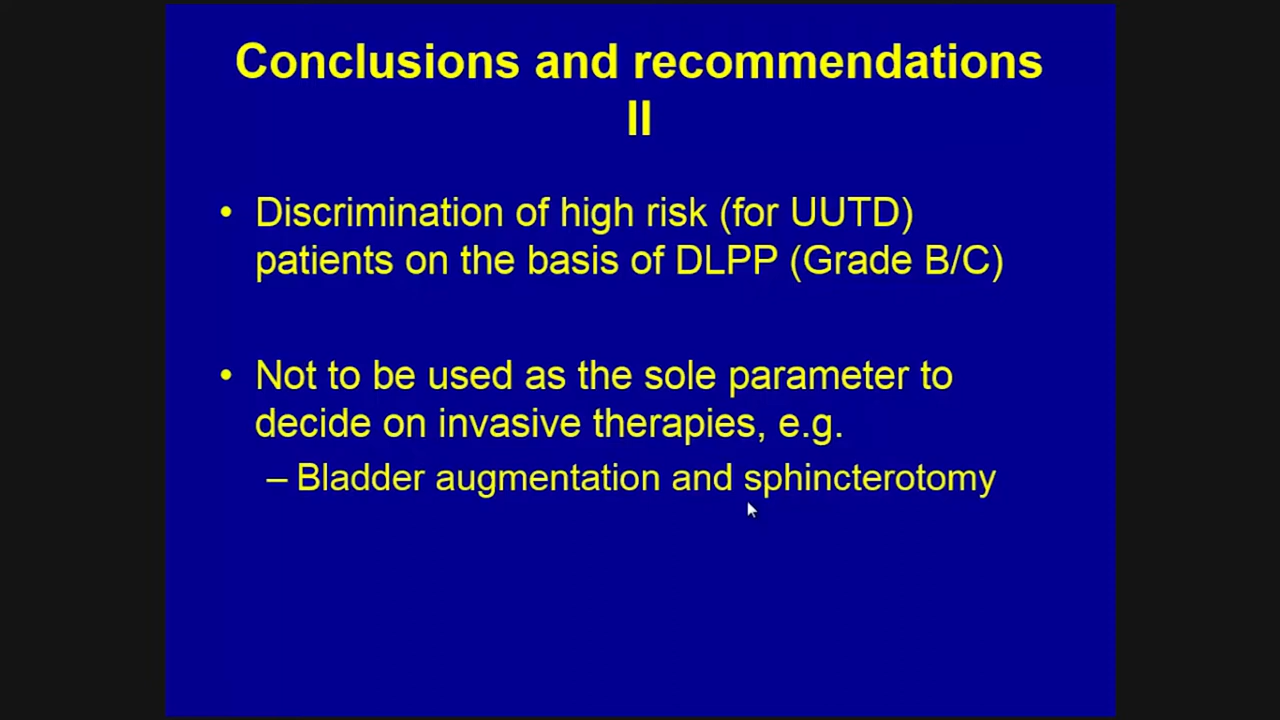 Conclusions and recommendations
II
• Discrimination of high risk (for UUTD)
patients on the basis of DLPP (Grade B/C)
• Not to be used as the sole parameter to
decide on invasive therapies, e.g.
– Bladder augmentation and sphincterotomy